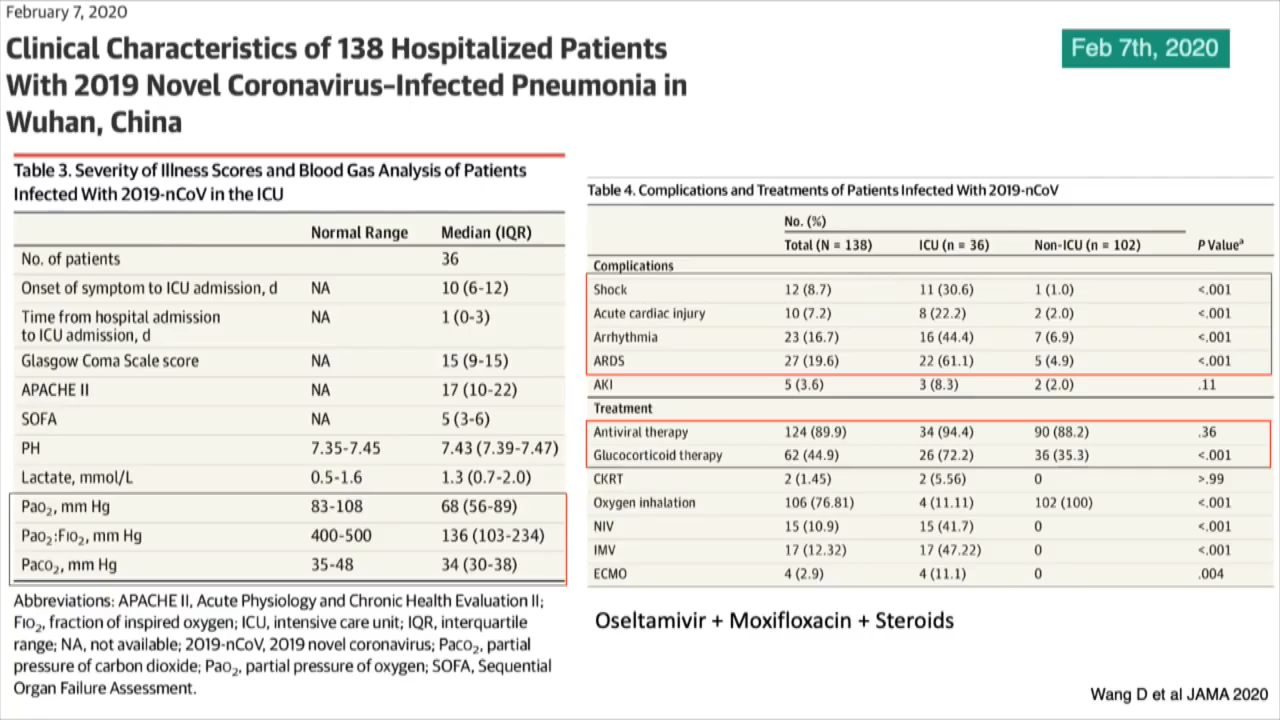 February 7, 2020
Clinical Characteristics of 138 Hospitalized Patients
With 2019 Novel Coronavirus–Infected Pneumonia in
Wuhan, China
Feb 7th, 2020
Table 3. Severity of Illness Scores and Blood Gas Analysis of Patients
Infected With 2019-nCoV in the ICU
Normal Range Median (IQR)
No. of patients 36
Onset of symptom to ICU admission, d NA 10 (6-12)
Time from hospital admission
to ICU admission, d NA 1 (0-3)
Glasgow Coma Scale score NA 15 (9-15)
APACHE II NA 17 (10-22)
SOFA NA 5 (3-6)
PH 7.35-7.45 7.43 (7.39-7.47)
Lactate, mmol/L 0.5-1.6 1.3 (0.7-2.0)
Pao₂, mm Hg 83-108 68 (56-89)
Pao₂:Fio₂, mm Hg 400-500 136 (103-234)
Paco₂, mm Hg 35-48 34 (30-38)
Abbreviations: APACHE II, Acute Physiology and Chronic Health Evaluation II;
Fio₂, fraction of inspired oxygen; ICU, intensive care unit; IQR, interquartile
range; NA, not available; 2019-nCoV, 2019 novel coronavirus; Paco₂, partial
pressure of carbon dioxide; Pao₂, partial pressure of oxygen; SOFA, Sequential
Organ Failure Assessment.
Table 4. Complications and Treatments of Patients Infected With 2019-nCoV
No. (%)
Total (N = 138) ICU (n = 36) Non-ICU (n = 102) P Valueᵃ
Complications
Shock 12 (8.7) 11 (30.6) 1 (1.0) <.001
Acute cardiac injury 10 (7.2) 8 (22.2) 2 (2.0) <.001
Arrhythmia 23 (16.7) 16 (44.4) 7 (6.9) <.001
ARDS 27 (19.6) 22 (61.1) 5 (4.9) <.001
AKI 5 (3.6) 3 (8.3) 2 (2.0) .11
Treatment
Antiviral therapy 124 (89.9) 34 (94.4) 90 (88.2) .36
Glucocorticoid therapy 62 (44.9) 26 (72.2) 36 (35.3) <.001
CKRT 2 (1.45) 2 (5.56) 0 >.99
Oxygen inhalation 106 (76.81) 4 (11.11) 102 (100) <.001
NIV 15 (10.9) 15 (41.7) 0 <.001
IMV 17 (12.32) 17 (47.22) 0 <.001
ECMO 4 (2.9) 4 (11.1) 0 .004
Oseltamivir + Moxifloxacin + Steroids
Wang D et al JAMA 2020